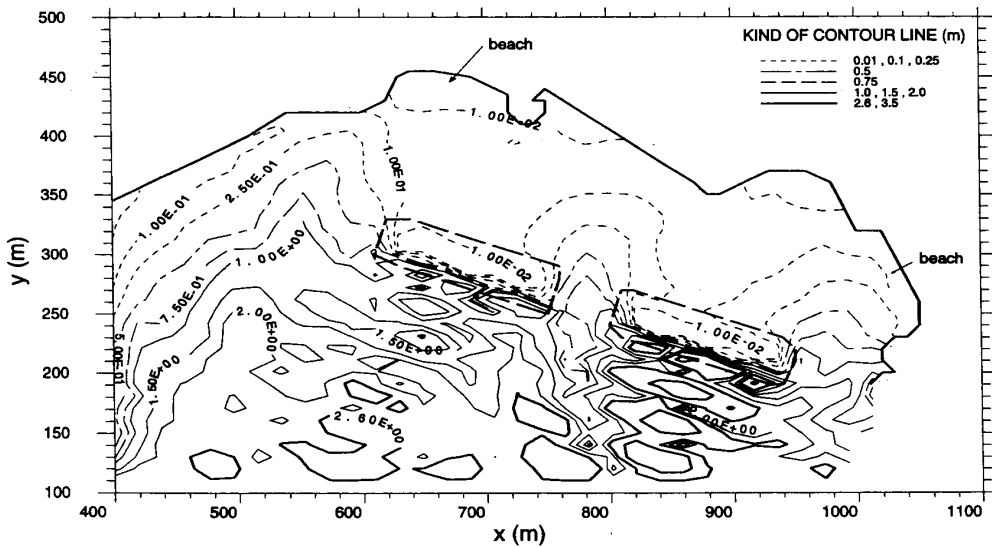 500
450
400
350
300
250
200
150
100
y (m)
400
500
600
700
800
900
1000
1100
x (m)
beach
beach
KIND OF CONTOUR LINE (m)
0.01 , 0.1 , 0.25
0.5
0.75
1.0 , 1.5 , 2.0
2.6 , 3.5
1.00E-02
1.00E-01
2.50E-01
1.00E-01
1.00E+00
7.50E-01
2.00E+00
5.00E-01
1.50E+00
1.50E+00
2.60E+00
1.00E-02
1.00E-02